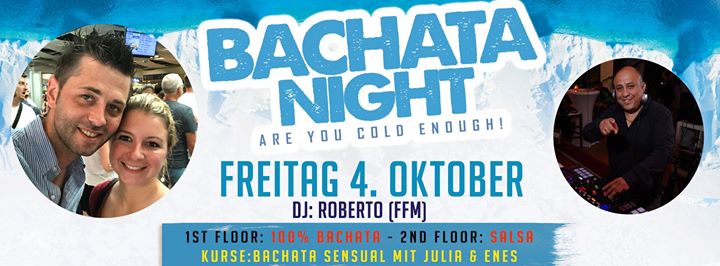 BACHATA
NIGHT
ARE YOU COLD ENOUGH!
FREITAG 4. OKTOBER
DJ: ROBERTO (FFM)
1ST FLOOR: 100% BACHATA - 2ND FLOOR: SALSA
KURSE:BACHATA SENSUAL MIT JULIA & ENES